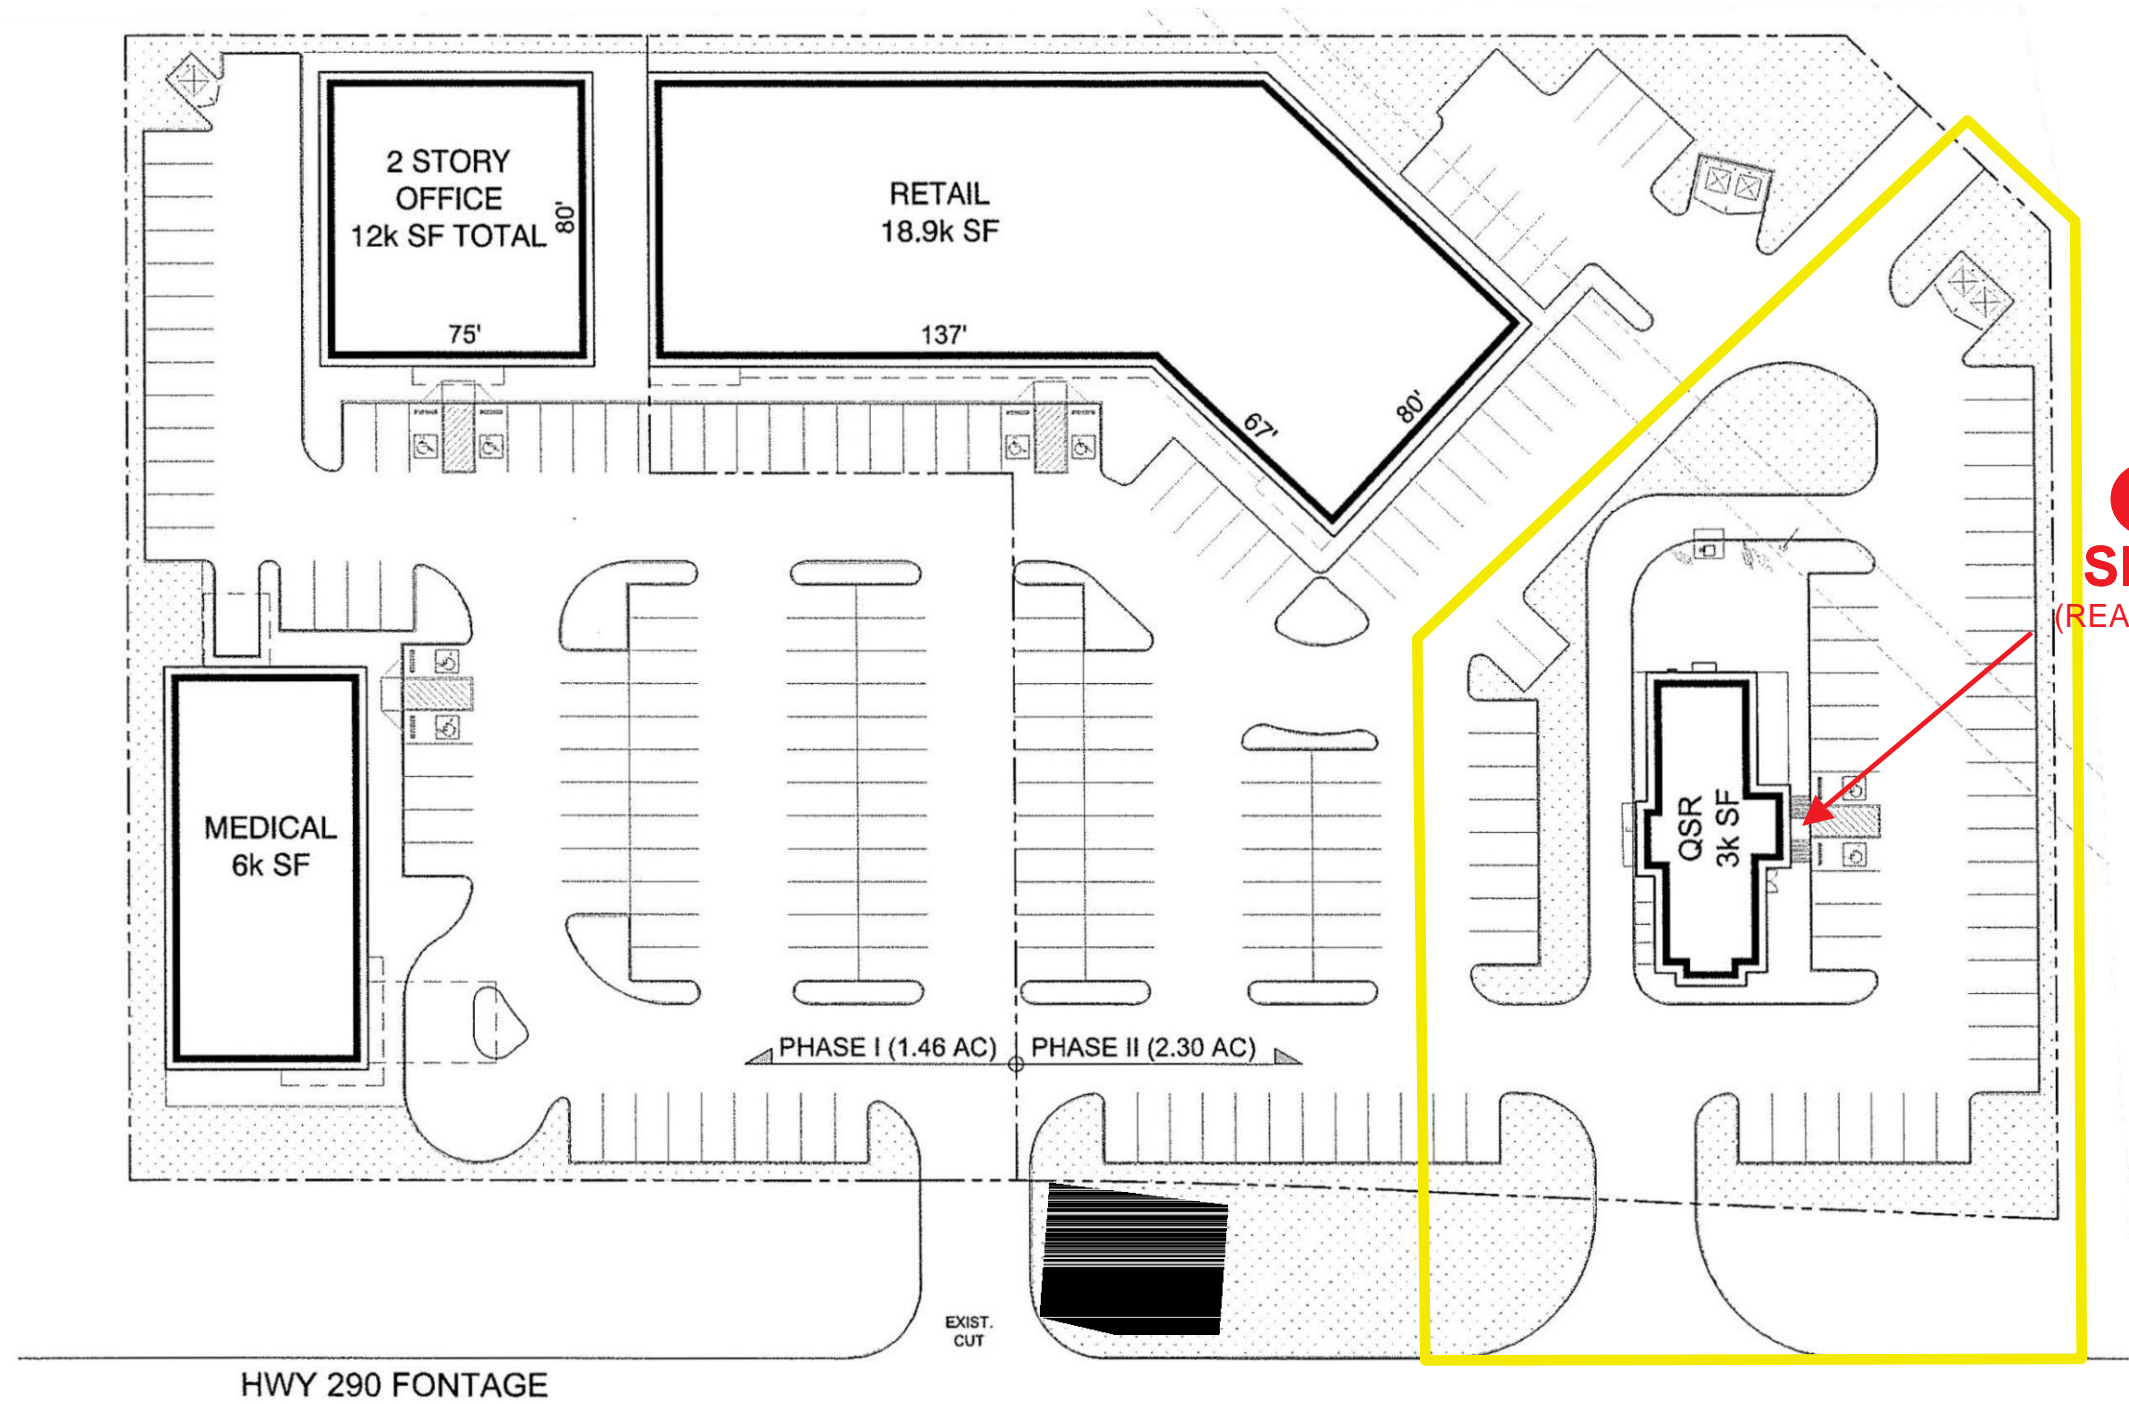 2 STORY
OFFICE
12k SF TOTAL
80'
75'
RETAIL
18.9k SF
137'
67'
80'
MEDICAL
6k SF
QSR
3k SF
(REA
PHASE I (1.46 AC)
PHASE II (2.30 AC)
EXIST.
CUT
HWY 290 FONTAGE